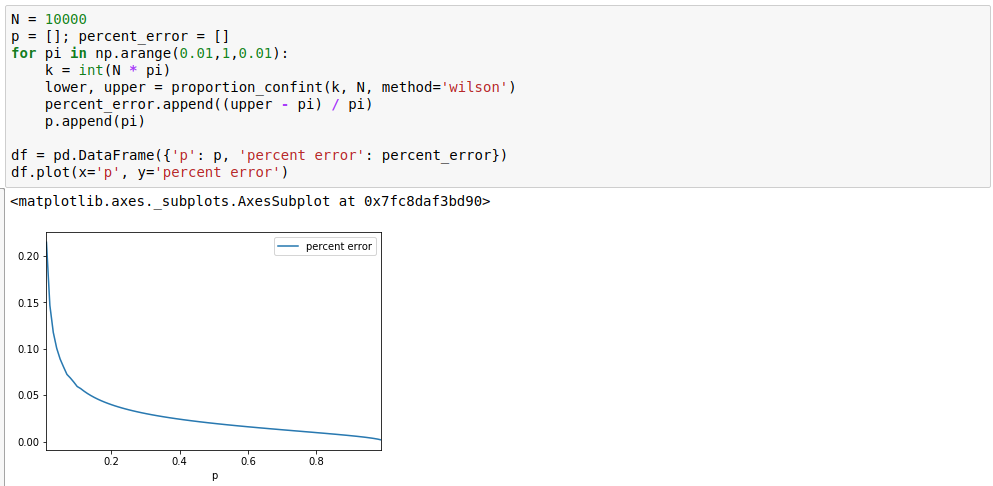 N = 10000
p = []; percent_error = []
for pi in np.arange(0.01,1,0.01):
    k = int(N * pi)
    lower, upper = proportion_confint(k, N, method='wilson')
    percent_error.append((upper - pi) / pi)
    p.append(pi)

df = pd.DataFrame({'p': p, 'percent error': percent_error})
df.plot(x='p', y='percent error')
<matplotlib.axes._subplots.AxesSubplot at 0x7fc8daf3bd90>
percent error
0.20
0.15
0.10
0.05
0.00
0.2 0.4 0.6 0.8
p